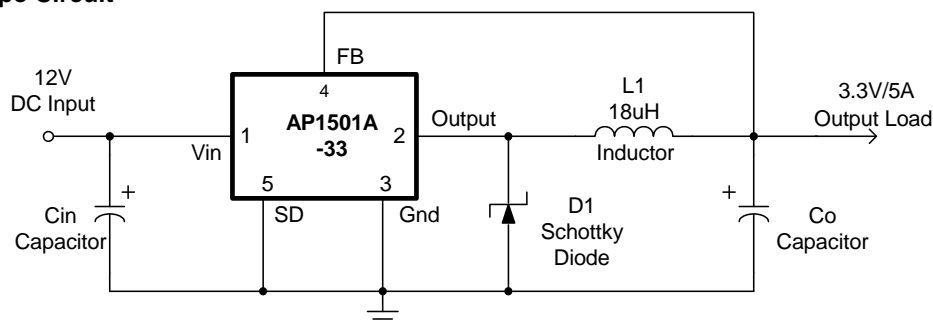 FB
12V
DC Input
L1
18uH
3.3V/5A
Output Load
4
AP1501A
-33
1
2
Output
Vin
Inductor
5
3
SD
Gnd
+
Cin
Capacitor
D1
Schottky
Diode
+
Co
Capacitor